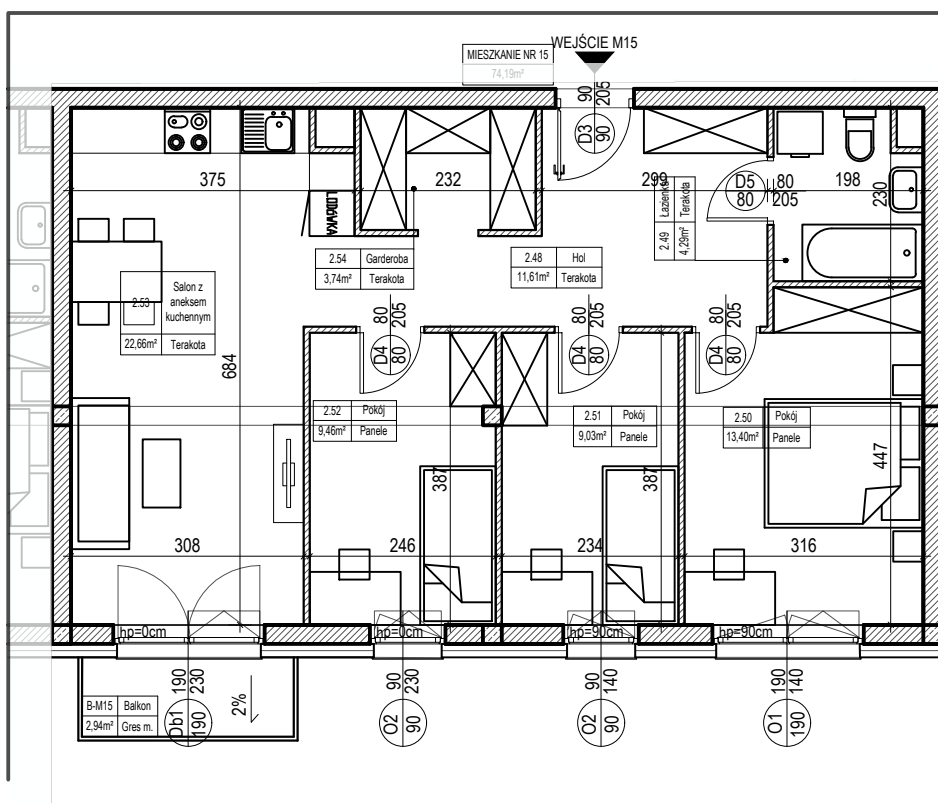 WEJŚCIE M15
MIESZKANIE NR 15
74,19m²
90
205
D3
90
375
232
299
D5
80
80
205
198
230
LODÓWKA
2.49 Łazienka
4,29m² Terakota
2.54 Garderoba
3,74m² Terakota
2.48 Hol
11,61m² Terakota
2.53 Salon z
aneksem
kuchennym
22,66m² Terakota
684
80
205
D4
80
80
205
D4
80
80
205
D4
80
2.52 Pokój
9,46m² Panele
2.51 Pokój
9,03m² Panele
2.50 Pokój
13,40m² Panele
387
387
447
308
246
234
316
hp=0cm
hp=0cm
hp=90cm
hp=90cm
B-M15 Balkon
2,94m² Gres m.
190
230
Db1
190
2%
90
230
O2
90
90
140
O2
90
190
140
O1
190